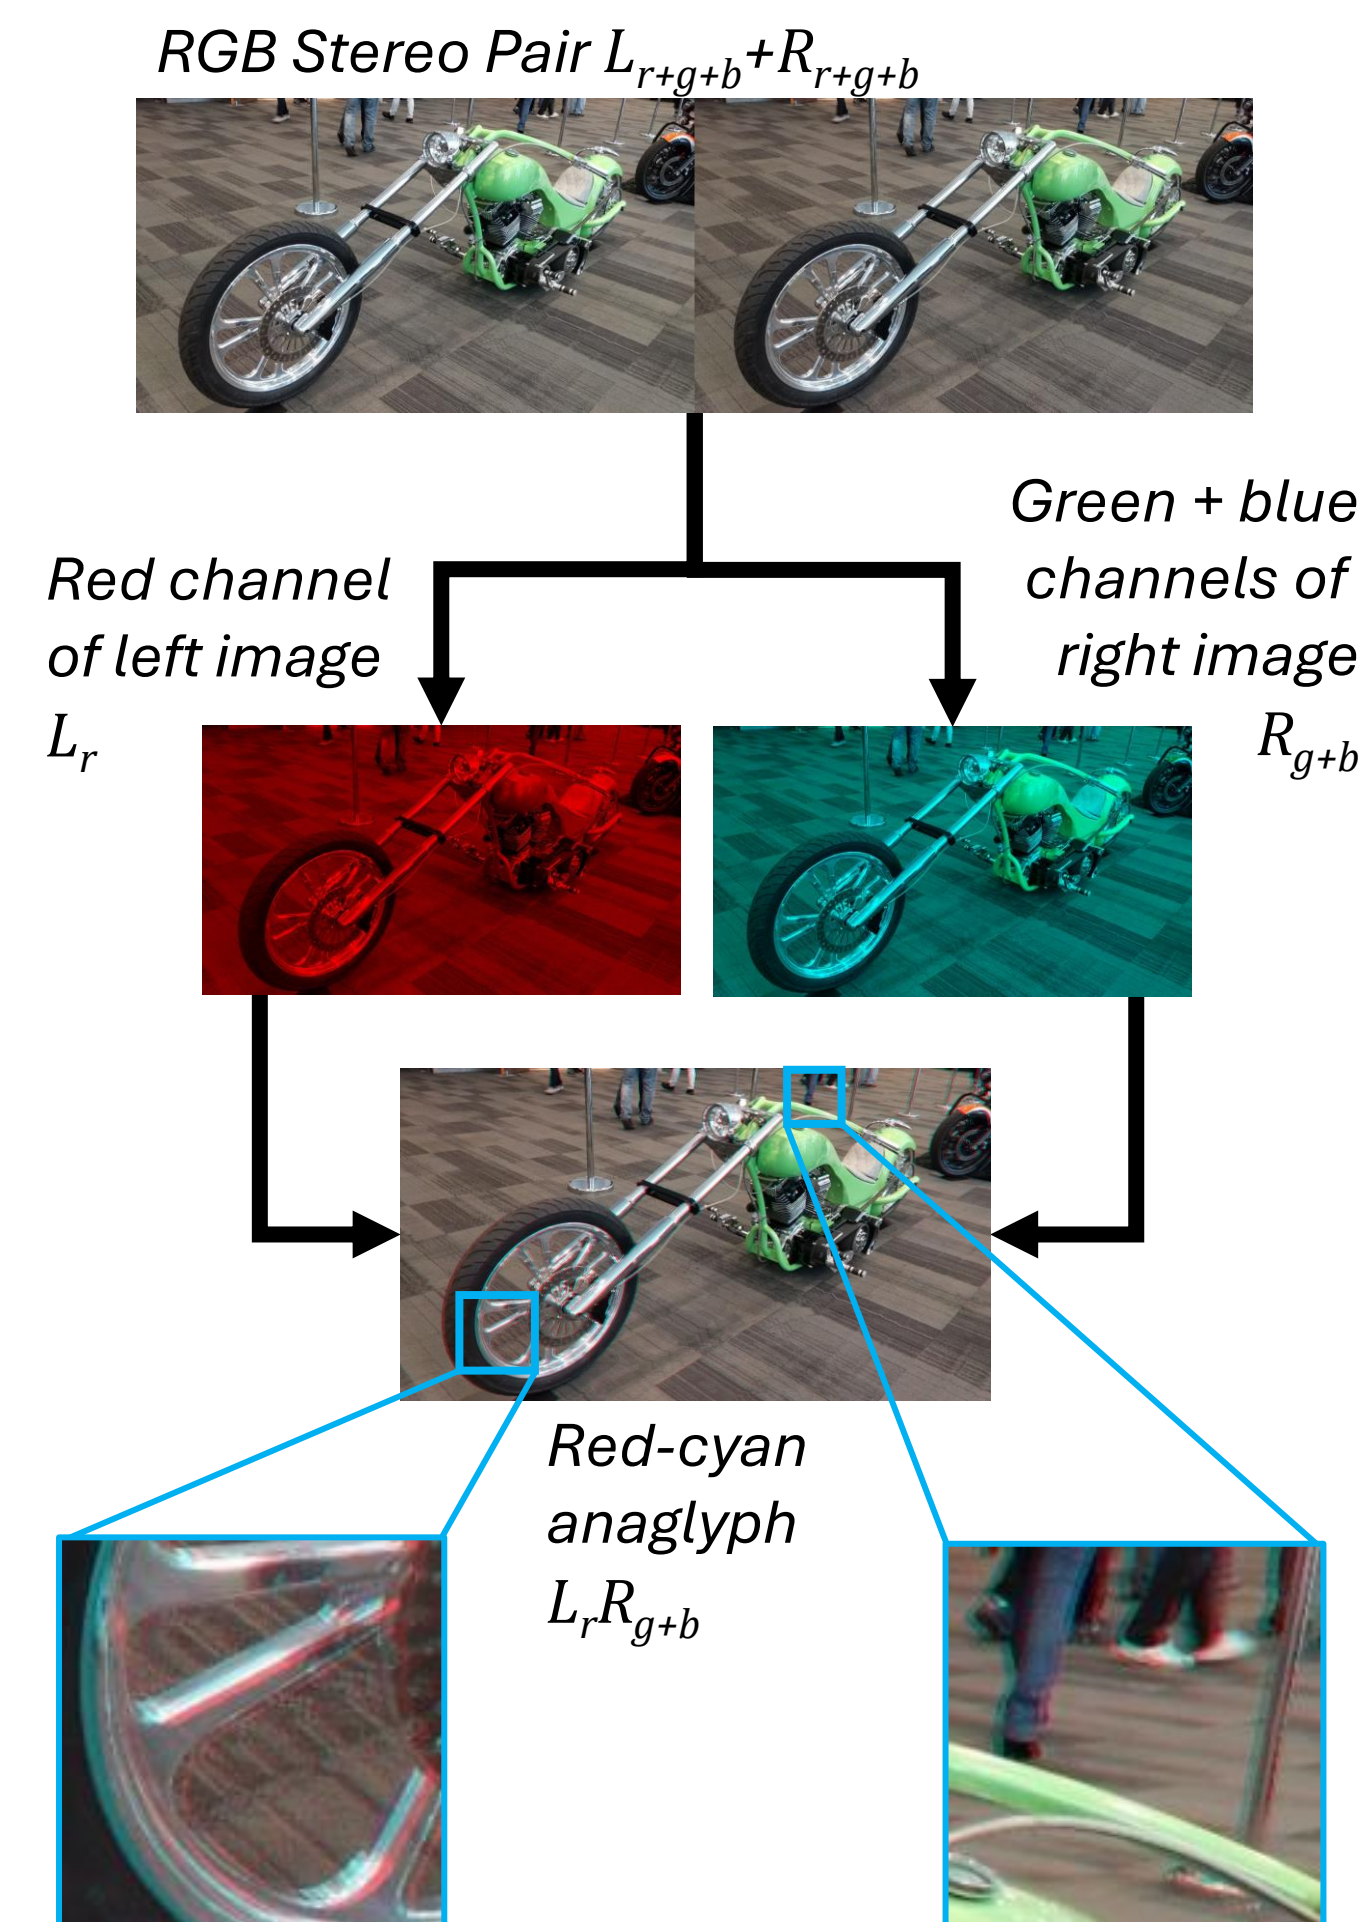 RGB Stereo Pair L_{r+g+b}+R_{r+g+b}
Green + blue
channels of
right image
R_{g+b}
Red channel
of left image
L_r
Red-cyan
anaglyph
L_rR_{g+b}